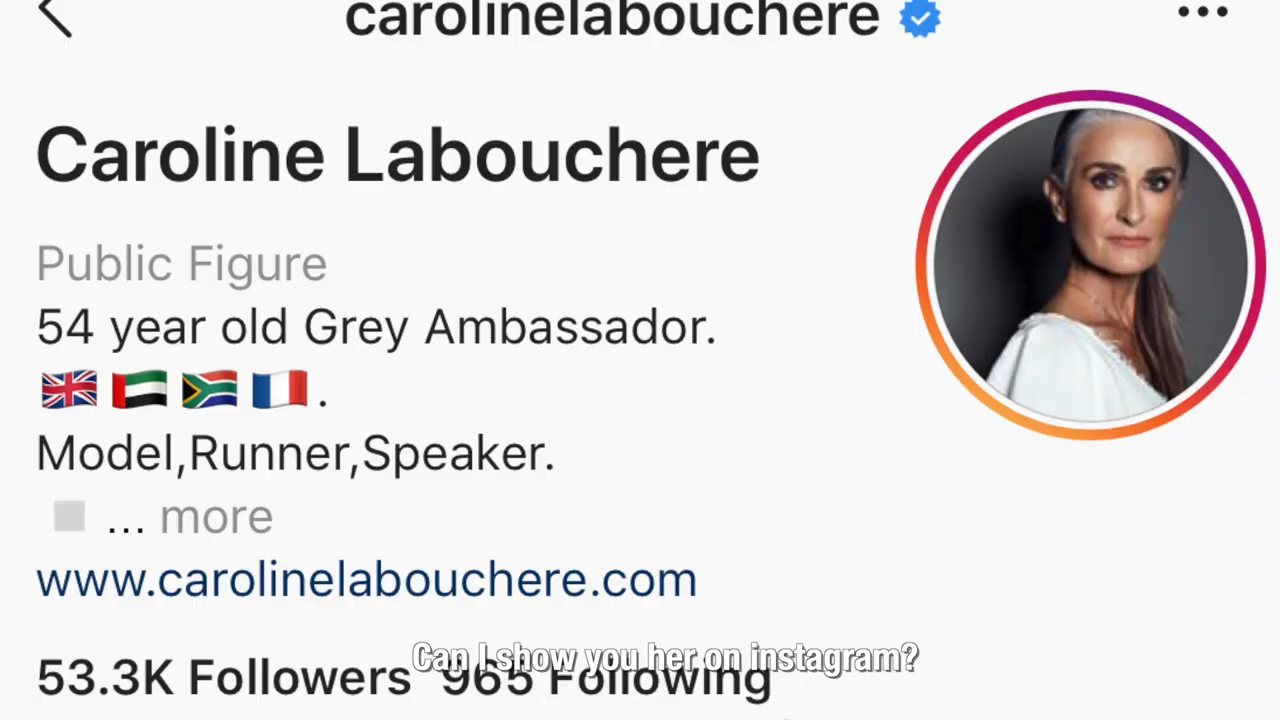 carolinelabouchere
Caroline Labouchere
Public Figure
54 year old Grey Ambassador.
🇬🇧 🇦🇪 🇿🇦 🇫🇷 .
Model,Runner,Speaker.
... more
www.carolinelabouchere.com
53.3K Followers 965 Following
Can I show you her on instagram?